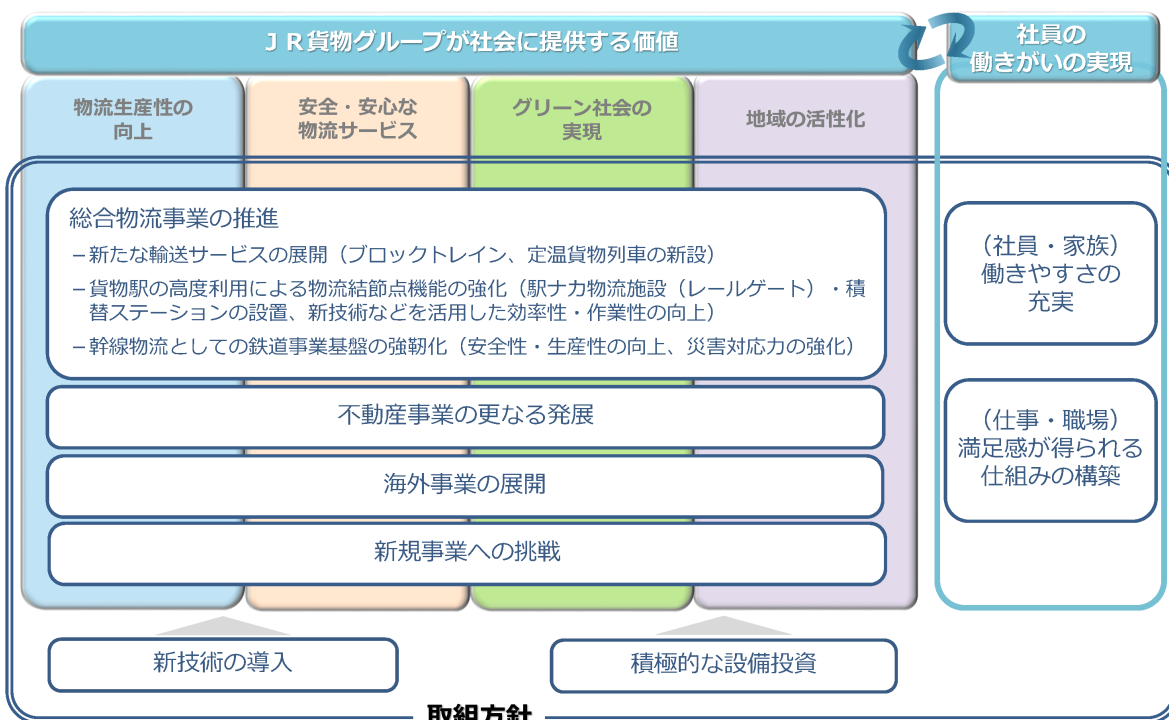 ＪＲ貨物グループが社会に提供する価値
社員の
働きがいの実現
物流生産性の
向上
安全・安心な
物流サービス
グリーン社会の
実現
地域の活性化
総合物流事業の推進
－新たな輸送サービスの展開（ブロックトレイン、定温貨物列車の新設）
－貨物駅の高度利用による物流結節点機能の強化（駅ナカ物流施設（レールゲート）・積
替ステーションの設置、新技術などを活用した効率性・作業性の向上）
－幹線物流としての鉄道事業基盤の強靭化（安全性・生産性の向上、災害対応力の強化）
不動産事業の更なる発展
海外事業の展開
新規事業への挑戦
（社員・家族）
働きやすさの
充実
（仕事・職場）
満足感が得られる
仕組みの構築
新技術の導入
積極的な設備投資
取組方針